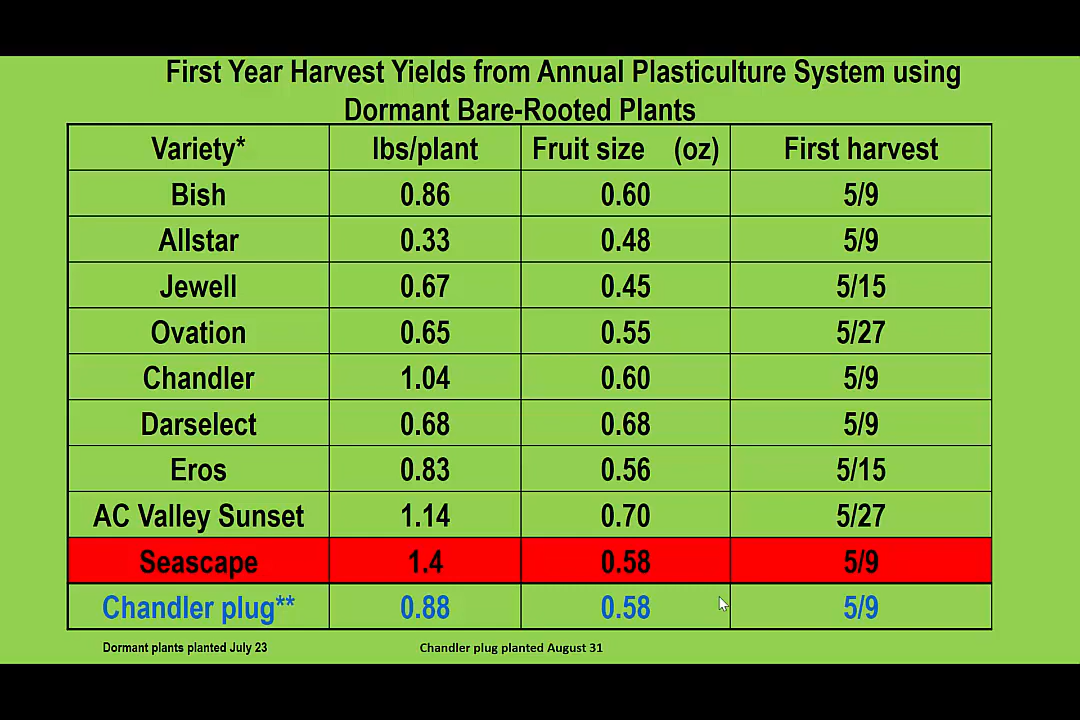 First Year Harvest Yields from Annual Plasticulture System using
Dormant Bare-Rooted Plants
Variety* lbs/plant Fruit size (oz) First harvest
Bish 0.86 0.60 5/9
Allstar 0.33 0.48 5/9
Jewell 0.67 0.45 5/15
Ovation 0.65 0.55 5/27
Chandler 1.04 0.60 5/9
Darselect 0.68 0.68 5/9
Eros 0.83 0.56 5/15
AC Valley Sunset 1.14 0.70 5/27
Seascape 1.4 0.58 5/9
Chandler plug** 0.88 0.58 5/9
Dormant plants planted July 23 Chandler plug planted August 31